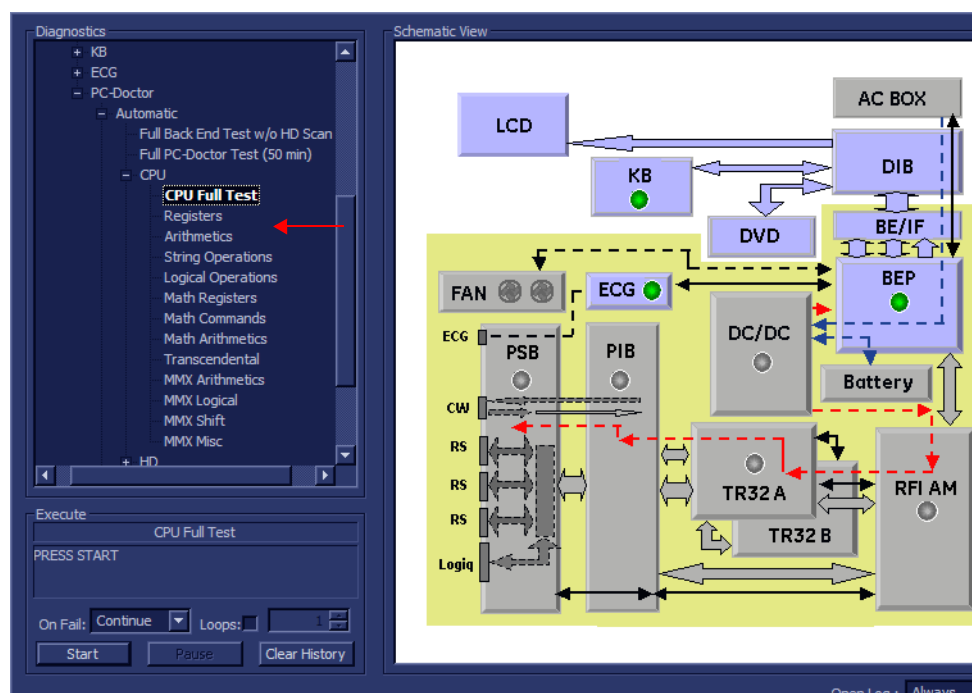 Diagnostics
KB
ECG
PC-Doctor
Automatic
Full Back End Test w/o HD Scan
Full PC-Doctor Test (50 min)
CPU
CPU Full Test
Registers
Arithmetics
String Operations
Logical Operations
Math Registers
Math Commands
Math Arithmetics
Transcendental
MMX Arithmetics
MMX Logical
MMX Shift
MMX Misc
HD
Execute
CPU Full Test
PRESS START
On Fail: Continue Loops: 1
Start Pause Clear History
Schematic View
AC BOX
LCD
DIB
KB
DVD
BE/IF
BEP
FAN
ECG
ECG
PSB
PIB
DC/DC
Battery
CW
RS
RS
RS
Logiq
TR32 A
TR32 B
RFI AM
Open Log: Always